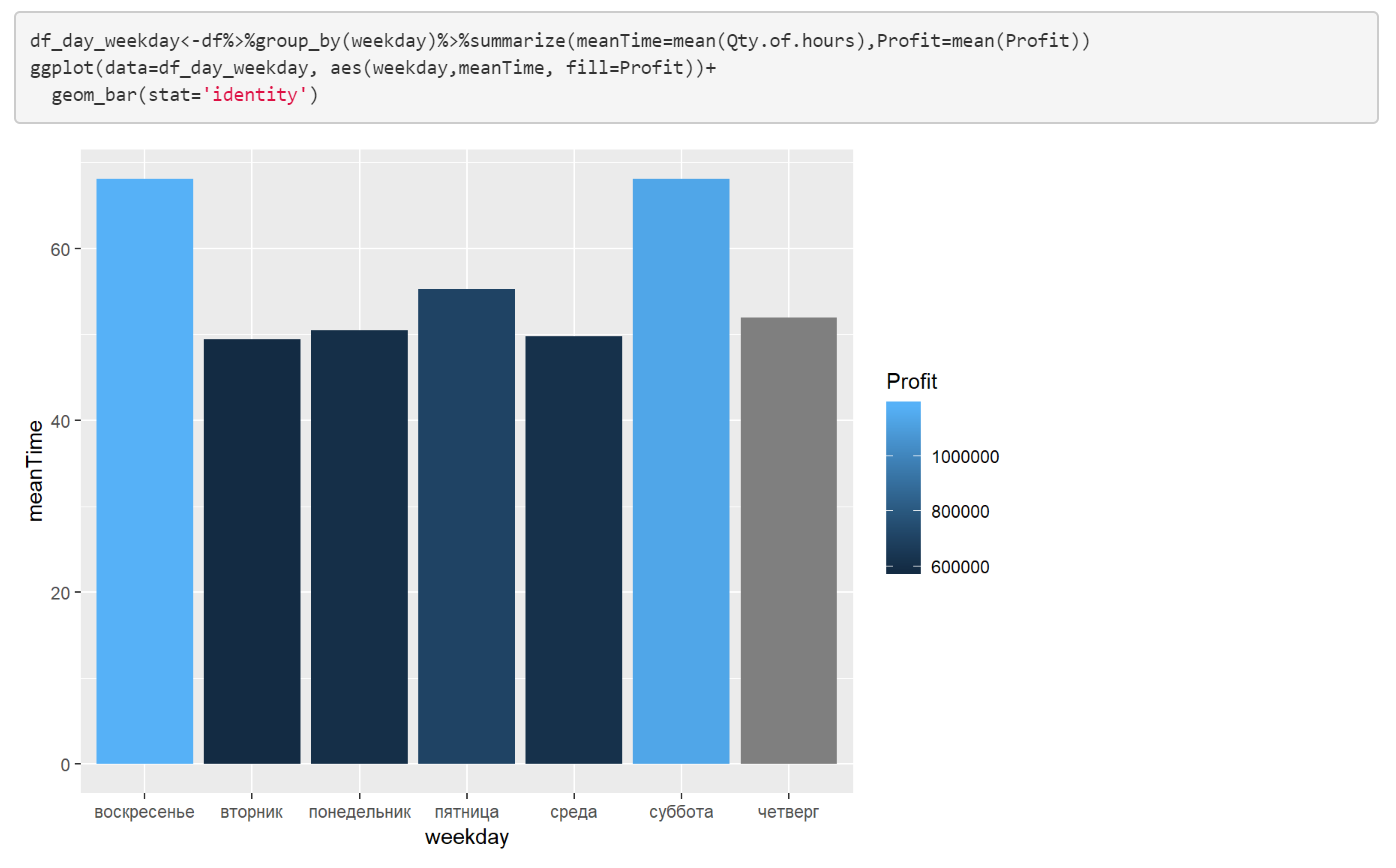 df_day_weekday<-df%>%group_by(weekday)%>%summarize(meanTime=mean(Qty.of.hours),Profit=mean(Profit))
ggplot(data=df_day_weekday, aes(weekday,meanTime, fill=Profit))+
  geom_bar(stat='identity')
60
40
20
0
meanTime
воскресенье вторник понедельник пятница среда суббота четверг
weekday
Profit
1000000
800000
600000